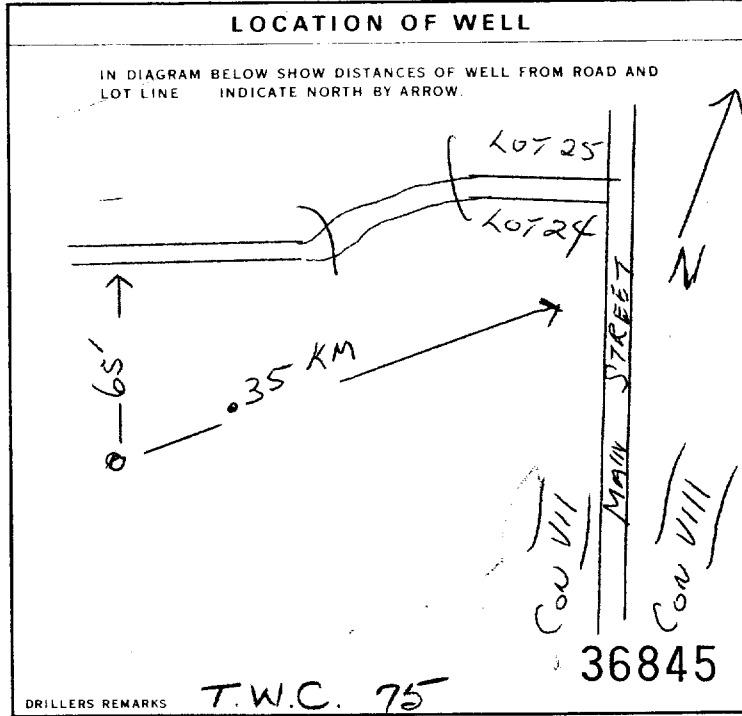 LOCATION OF WELL
IN DIAGRAM BELOW SHOW DISTANCES OF WELL FROM ROAD AND
LOT LINE INDICATE NORTH BY ARROW.
LOT 25
LOT 24
N
65'
.35 KM
MAIN STREET
CON VII
CON VIII
36845
DRILLERS REMARKS T.W.C. 75